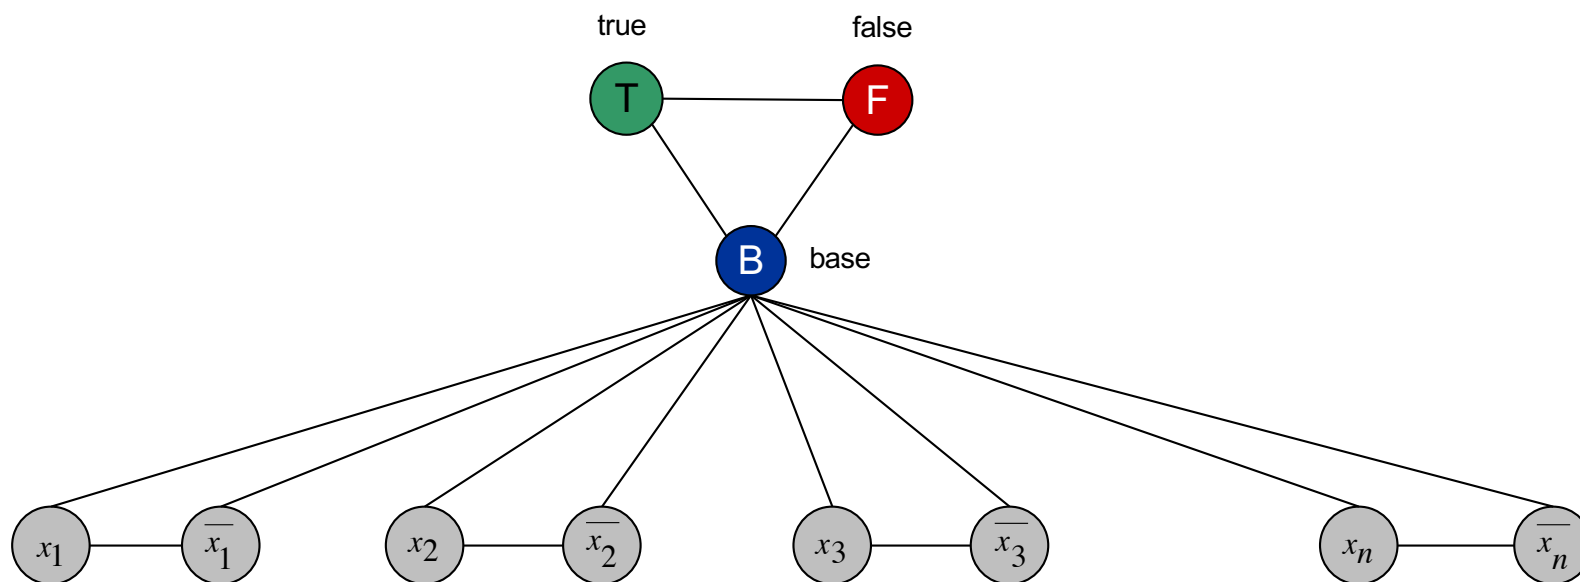 true false
T F
B base
x₁ x̅₁ x₂ x̅₂ x₃ x̅₃ xₙ x̅ₙ